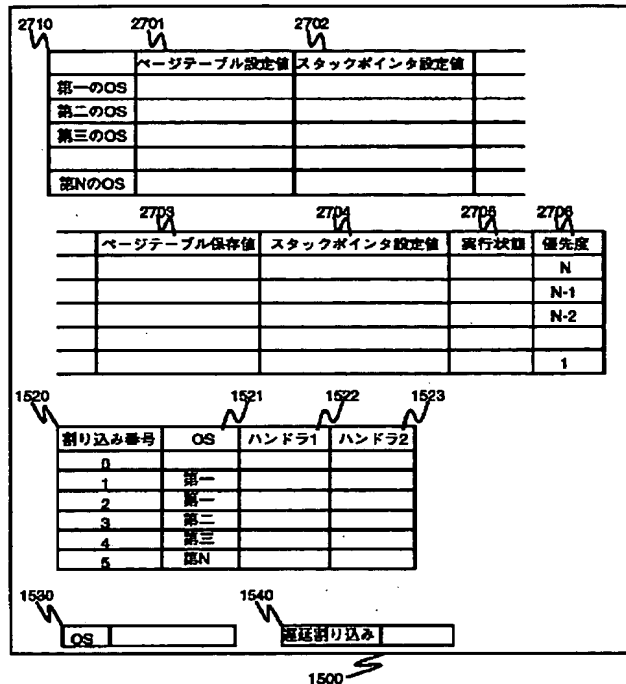 2710 2701 2702
ページテーブル設定値 スタックポインタ設定値
第一のOS
第二のOS
第三のOS
第NのOS
2703 2704 2705 2706
ページテーブル保存値 スタックポインタ設定値 実行状態 優先度
N
N-1
N-2
1
1520 1521 1522 1523
割り込み番号 OS ハンドラ1 ハンドラ2
0
1 第一
2 第一
3 第二
4 第三
5 第N
1530 1540
OS 遅延割り込み
1500